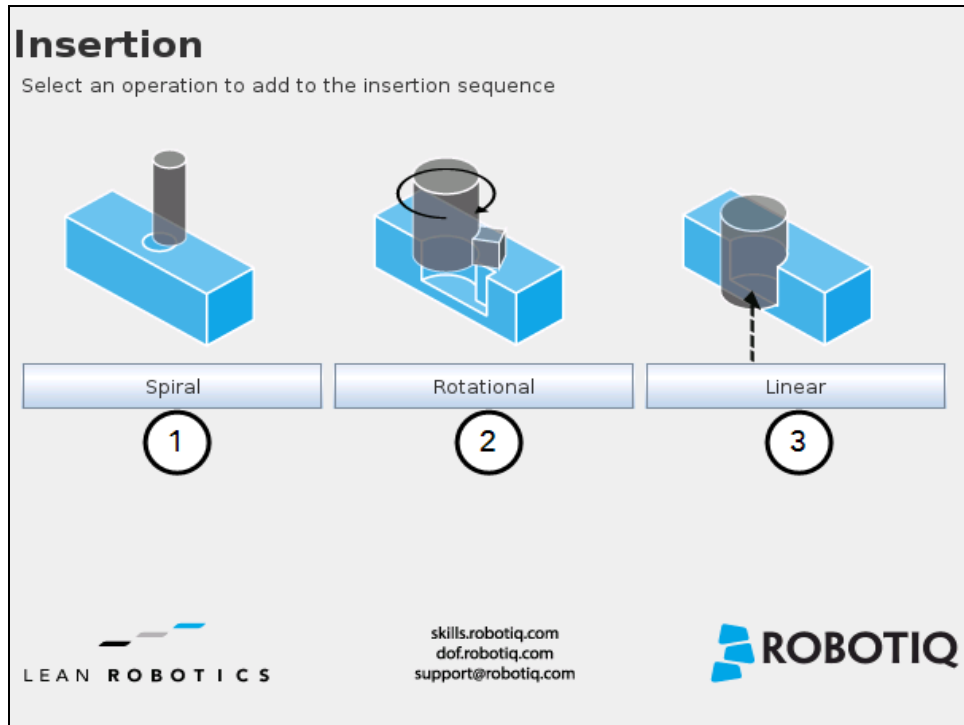 Insertion
Select an operation to add to the insertion sequence
Spiral
Rotational
Linear
1
2
3
skills.robotiq.com
dof.robotiq.com
support@robotiq.com
LEAN ROBOTICS
ROBOTIQ